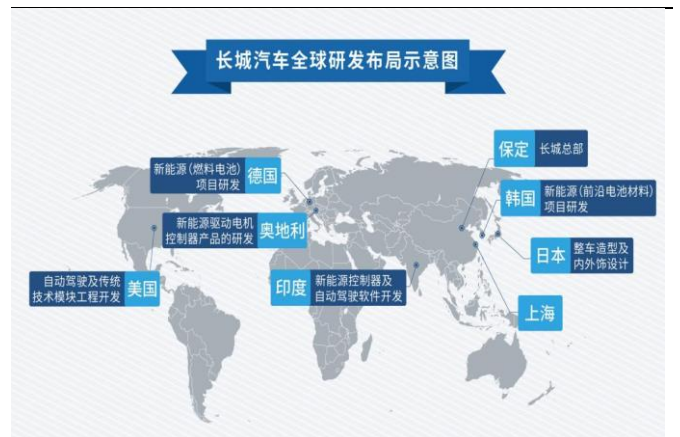 长城汽车全球研发布局示意图
保定 长城总部
新能源(燃料电池)
项目研发
德国
韩国
新能源(前沿电池材料)
项目研发
新能源驱动电机
控制器产品的研发
奥地利
日本
整车造型及
内外饰设计
自动驾驶及传统
技术模块工程开发
美国
印度
新能源控制器及
自动驾驶软件开发
上海